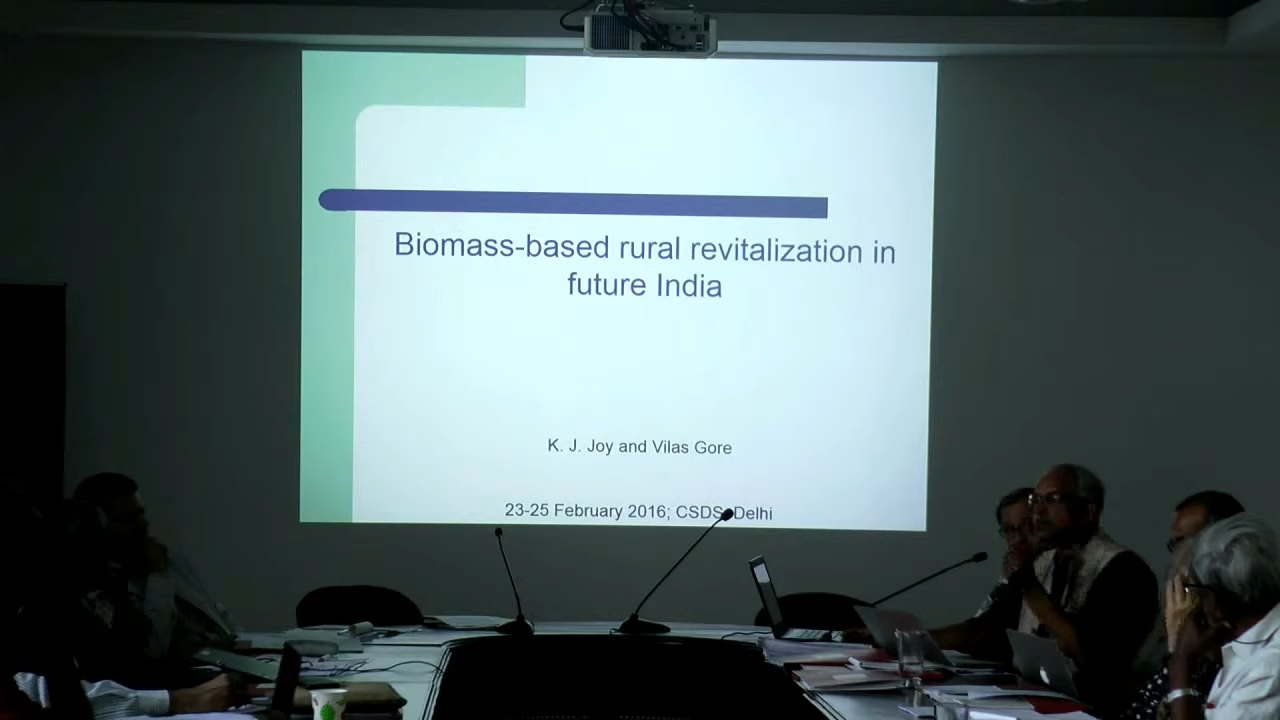 Biomass-based rural revitalization in
future India
K. J. Joy and Vilas Gore
23-25 February 2016; CSDS, Delhi